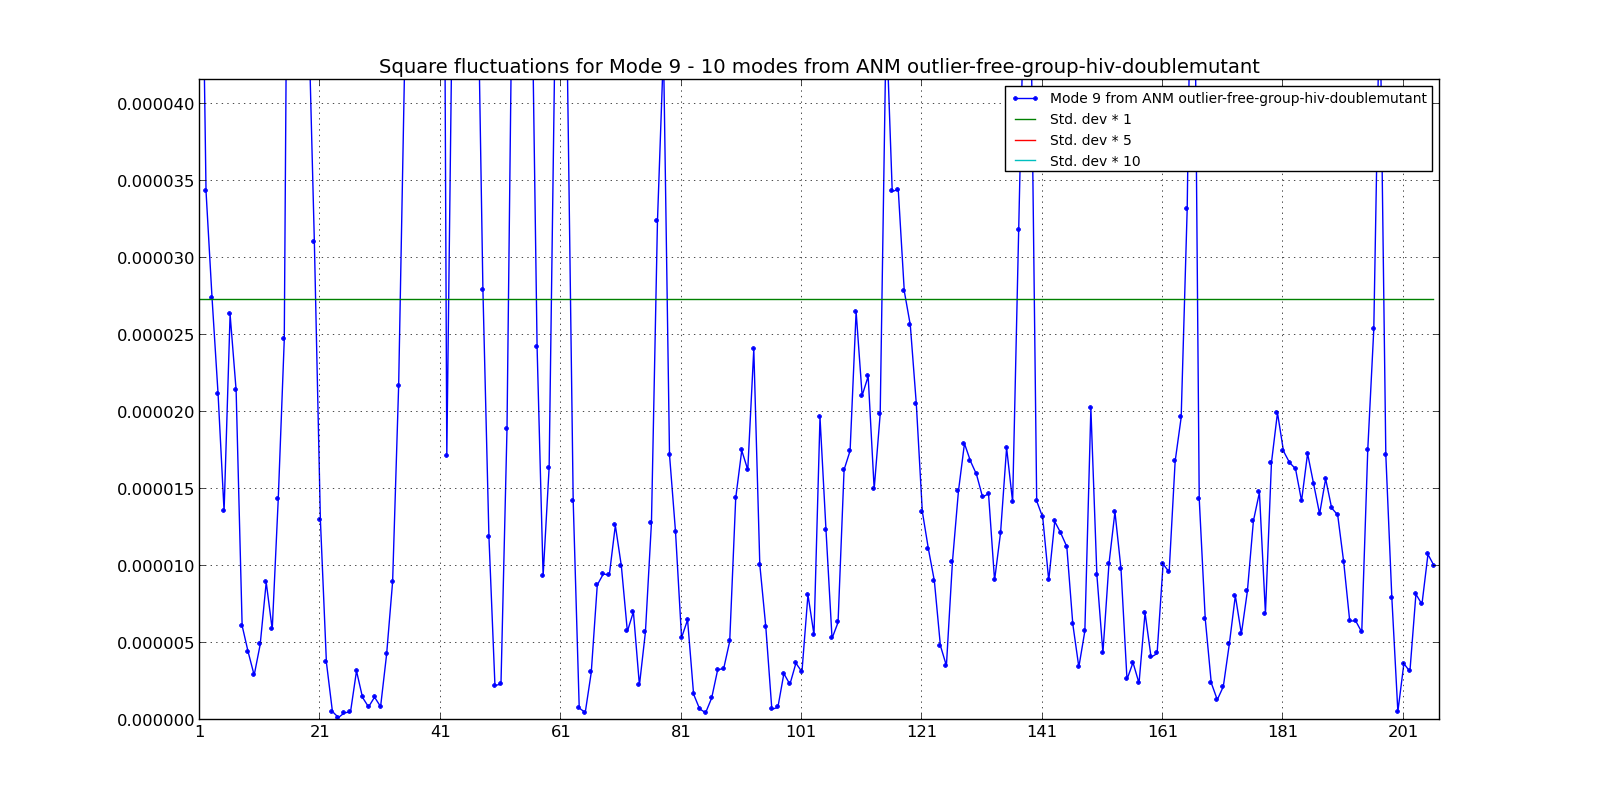 Square fluctuations for Mode 9 - 10 modes from ANM outlier-free-group-hiv-doublemutant
Mode 9 from ANM outlier-free-group-hiv-doublemutant
Std. dev * 1
Std. dev * 5
Std. dev * 10
0.000040
0.000035
0.000030
0.000025
0.000020
0.000015
0.000010
0.000005
0.000000
1 21 41 61 81 101 121 141 161 181 201